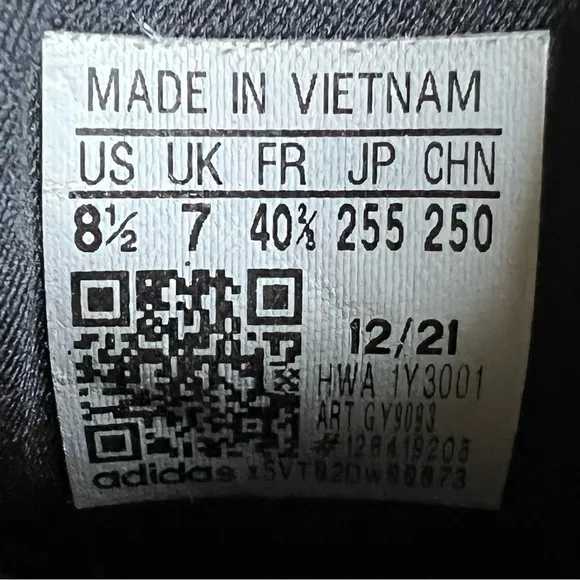 MADE IN VIETNAM
US UK FR JP CHN
8½ 7 40⅔ 255 250
12/21
HWA 1Y3001
ART GY9093
#126419206
adidas